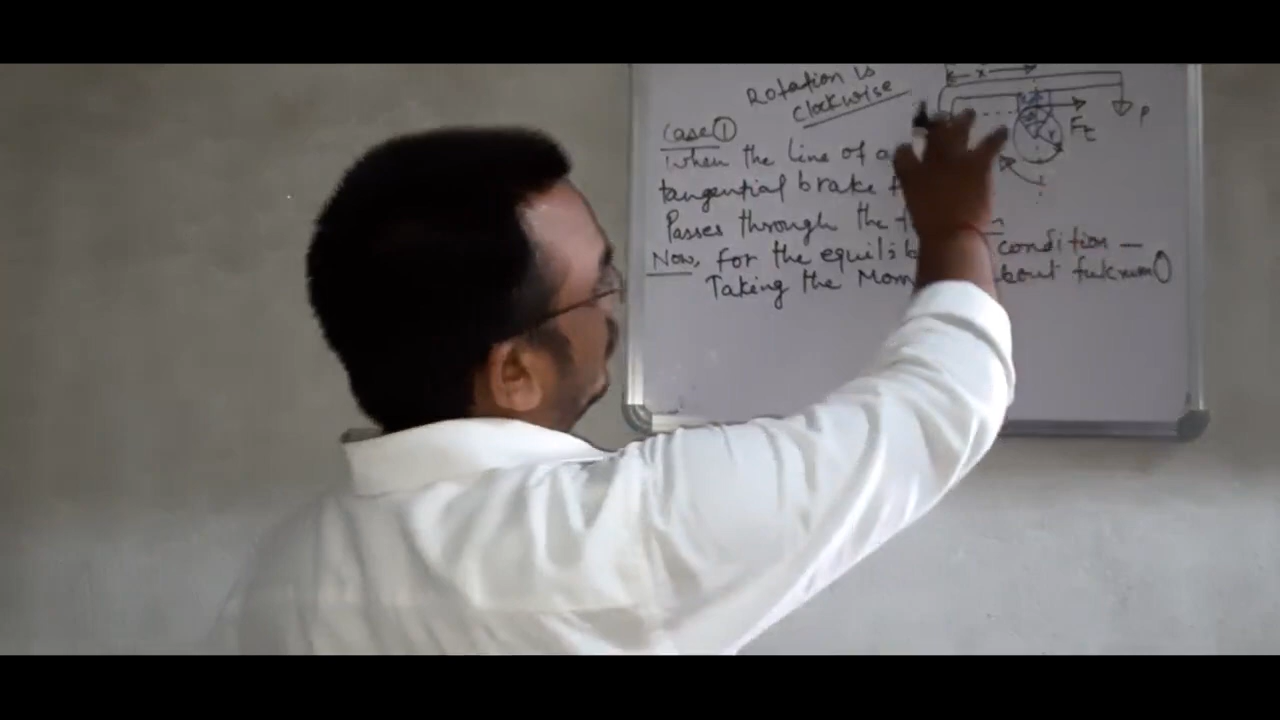 Rotation is
clockwise
x
P
Ft
r
Case ①
When the line of
tangential brake
Passes through the
Now, for the equilib condition —
Taking the Mom bout fulcrum